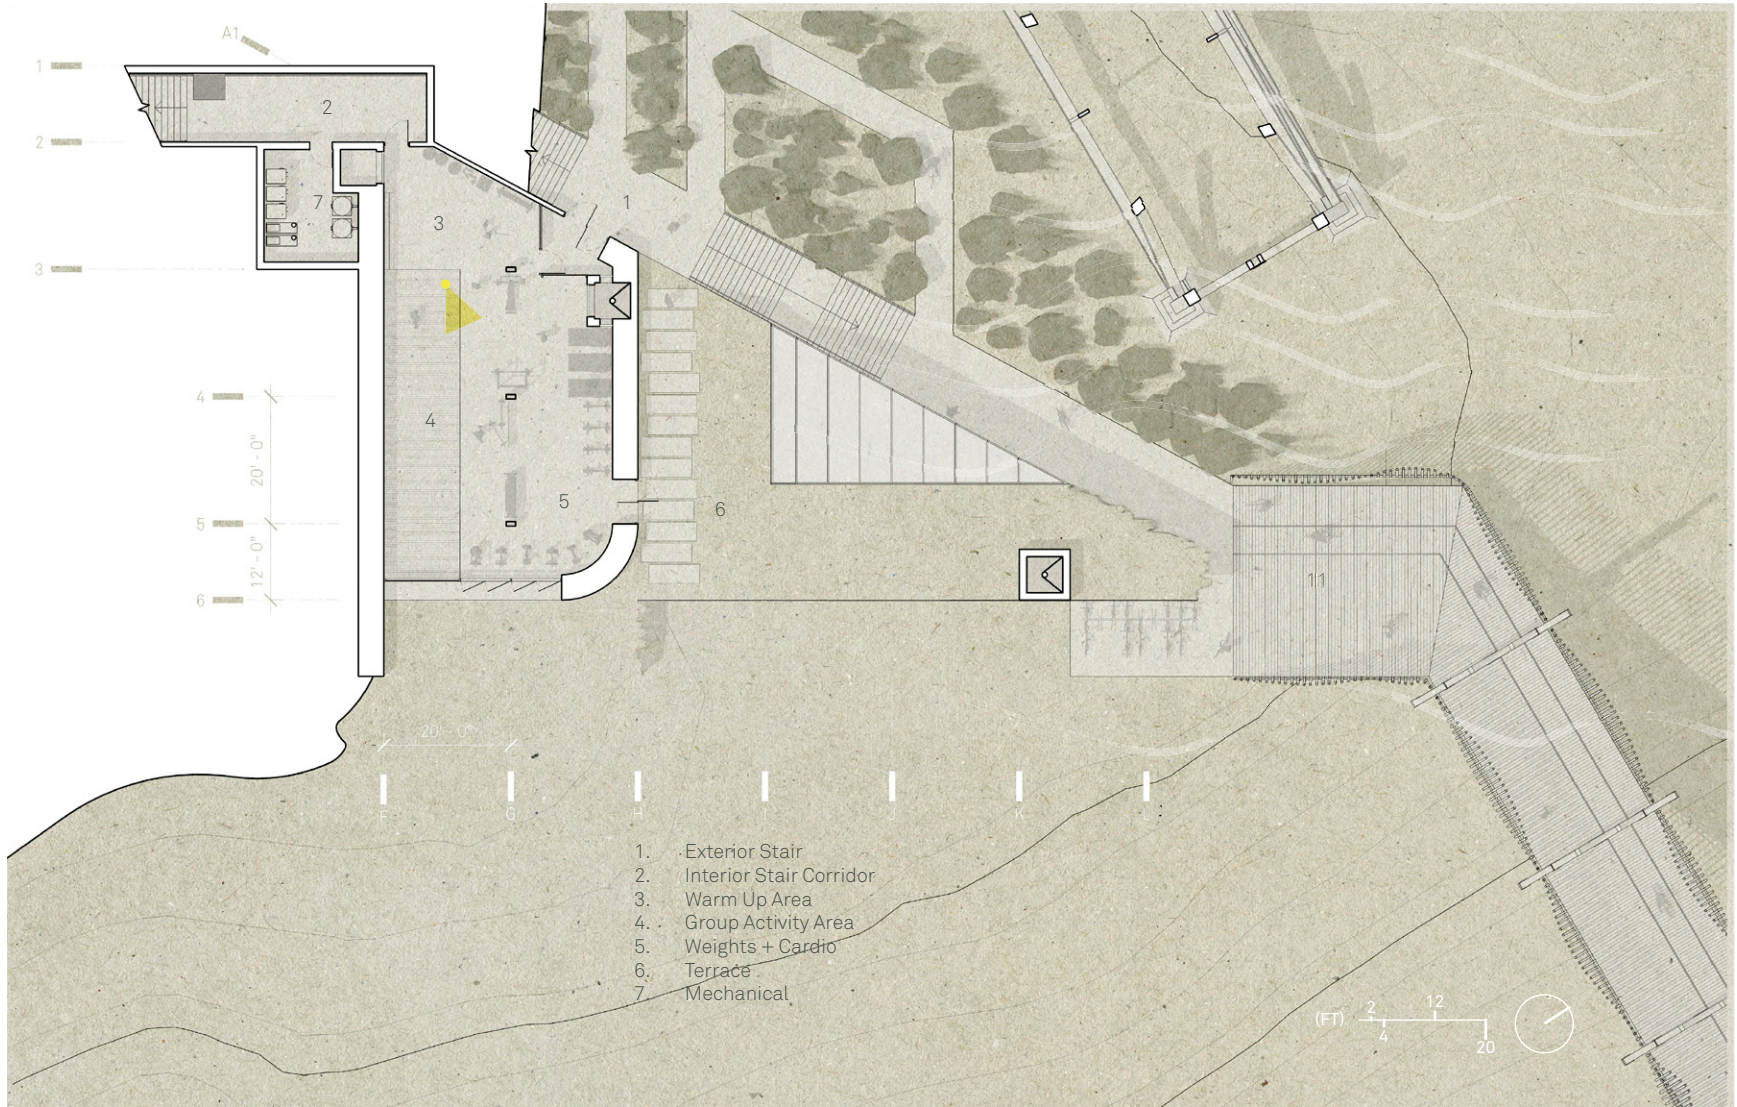 A1
1
2
2
1
7
3
3
4
4
20' - 0"
5
5
6
12' - 0"
6
11
20' - 0"
F
G
H
I
J
K
1. Exterior Stair
2. Interior Stair Corridor
3. Warm Up Area
4. Group Activity Area
5. Weights + Cardio
6. Terrace
7. Mechanical
(FT) 2 12
4 20